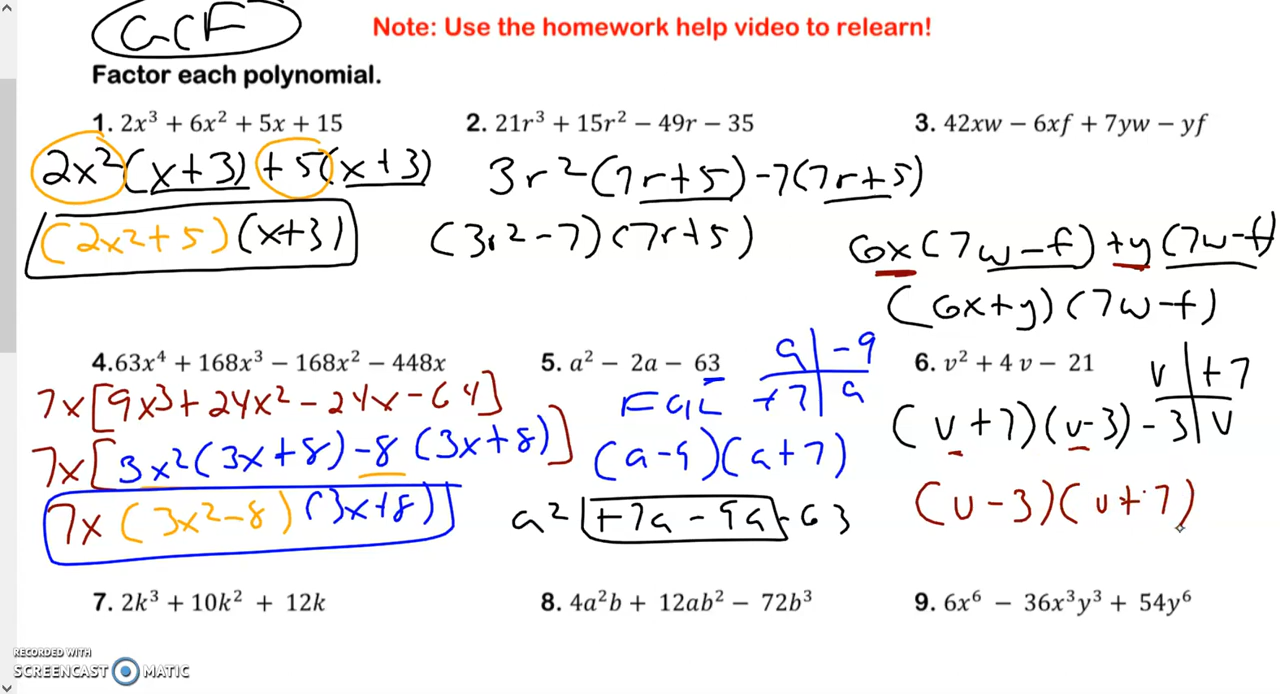 GCF
Note: Use the homework help video to relearn!
Factor each polynomial.
1. 2x³ + 6x² + 5x + 15
2x²(x+3) +5(x+3)
(2x²+5)(x+3)
2. 21r³ + 15r² − 49r − 35
3r²(7r+5)-7(7r+5)
(3r²-7)(7r+5)
3. 42xw − 6xf + 7yw − yf
6x(7w-f)+y(7w-f)
(6x+y)(7w-f)
4. 63x⁴ + 168x³ − 168x² − 448x
7x[9x³+24x²-24x-64]
7x[3x²(3x+8)-8(3x+8)]
7x(3x²-8)(3x+8)
5. a² − 2a − 63
a -9
+7 a
(a-9)(a+7)
a² +7a-9a-63
6. v² + 4 v − 21
v +7
-3 v
(v+7)(v-3)
(v-3)(v+7)
7. 2k³ + 10k² + 12k
8. 4a²b + 12ab² − 72b³
9. 6x⁶ − 36x³y³ + 54y⁶
RECORDED WITH
SCREENCAST MATIC